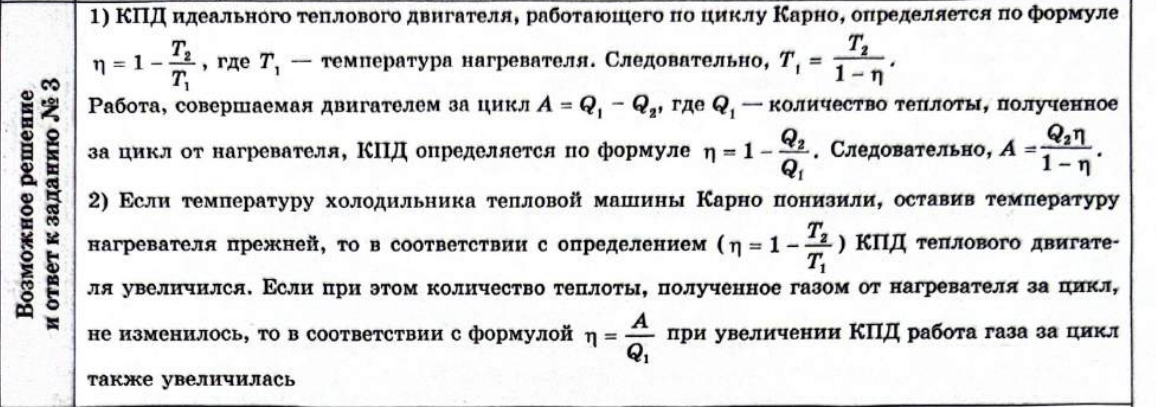 Возможное решение
и ответ к заданию № 3
1) КПД идеального теплового двигателя, работающего по циклу Карно, определяется по формуле
η = 1 − T₂/T₁, где T₁ — температура нагревателя. Следовательно, T₁ = T₂/(1 − η).
Работа, совершаемая двигателем за цикл A = Q₁ − Q₂, где Q₁ — количество теплоты, полученное
за цикл от нагревателя, КПД определяется по формуле η = 1 − Q₂/Q₁. Следовательно, A = Q₂η/(1 − η).
2) Если температуру холодильника тепловой машины Карно понизили, оставив температуру
нагревателя прежней, то в соответствии с определением (η = 1 − T₂/T₁) КПД теплового двигате-
ля увеличился. Если при этом количество теплоты, полученное газом от нагревателя за цикл,
не изменилось, то в соответствии с формулой η = A/Q₁ при увеличении КПД работа газа за цикл
также увеличилась